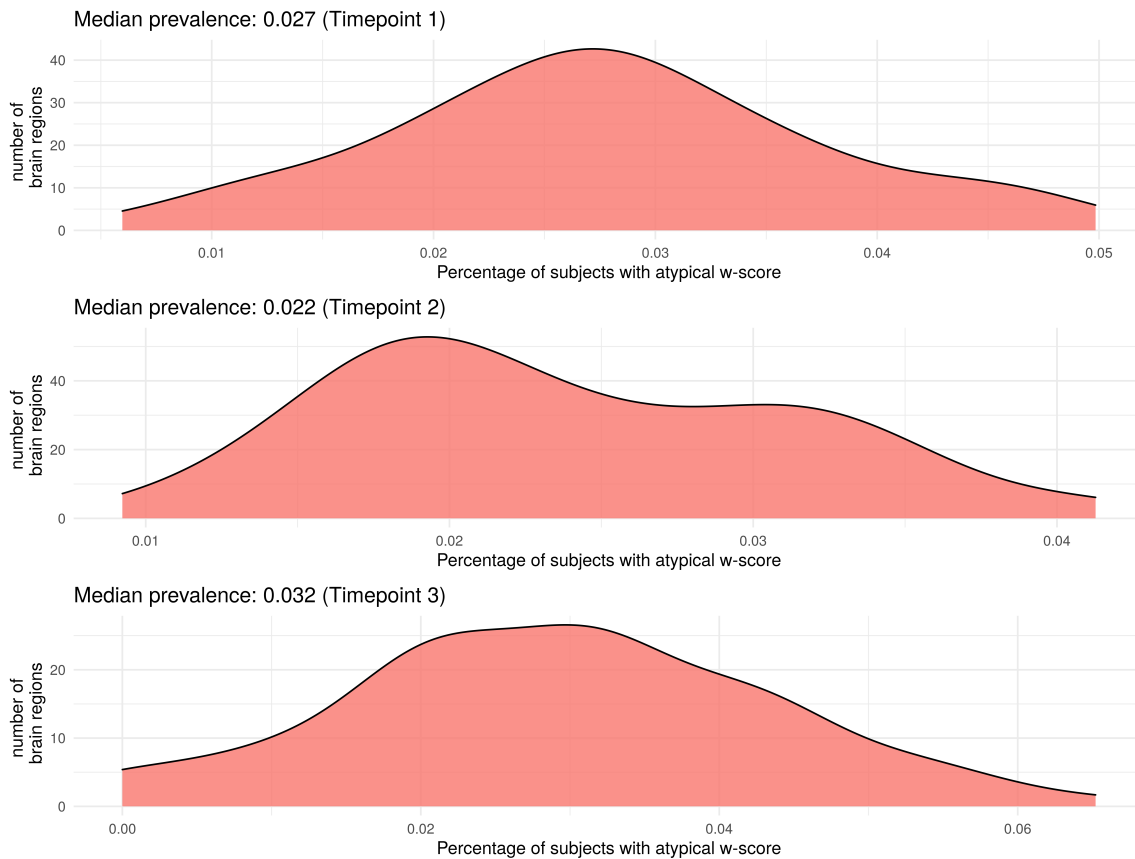 Median prevalence: 0.027 (Timepoint 1)
number of
brain regions
40
30
20
10
0
0.01 0.02 0.03 0.04 0.05
Percentage of subjects with atypical w-score
Median prevalence: 0.022 (Timepoint 2)
number of
brain regions
40
20
0
0.01 0.02 0.03 0.04
Percentage of subjects with atypical w-score
Median prevalence: 0.032 (Timepoint 3)
number of
brain regions
20
10
0
0.00 0.02 0.04 0.06
Percentage of subjects with atypical w-score